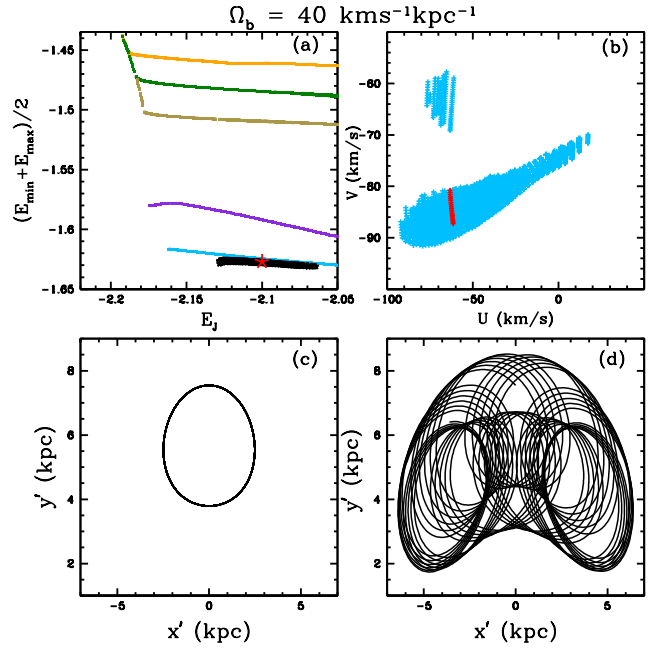 Ω_b = 40 kms⁻¹kpc⁻¹
(a)
(E_min+E_max)/2
−1.45
−1.5
−1.55
−1.6
−1.65
−2.2 −2.15 −2.1 −2.05
E_J
(b)
V (km/s)
−60
−70
−80
−90
−100 −50 0
U (km/s)
(c)
y′ (kpc)
8
6
4
2
−5 0 5
x′ (kpc)
(d)
y′ (kpc)
8
6
4
2
−5 0 5
x′ (kpc)